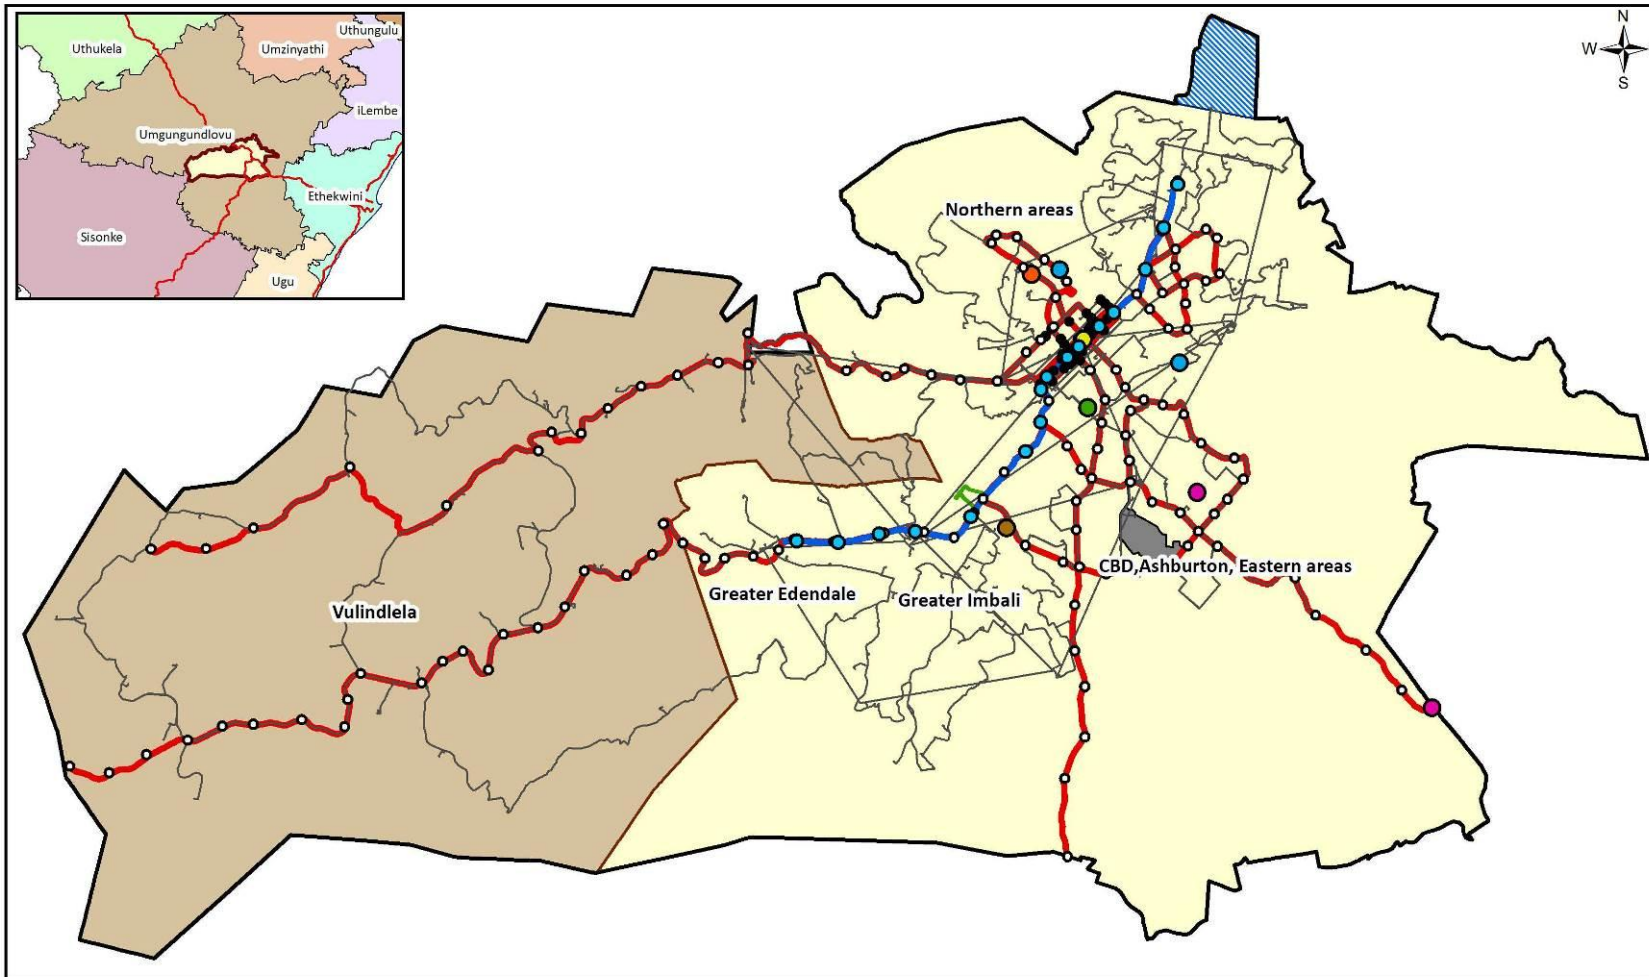 Uthungulu
Uthukela
Umzinyathi
iLembe
Umgungundlovu
Ethekwini
Sisonke
Ugu
N
W
S
Northern areas
CBD,Ashburton, Eastern areas
Greater Edendale
Greater Imbali
Vulindlela